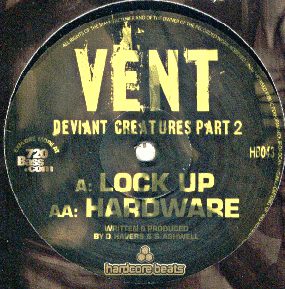 VENT
DEVIANT CREATURES PART 2
720
Bass
.Com
HB043
A: LOCK UP
AA: HARDWARE
WRITTEN & PRODUCED
BY D. HAVERS & S. ASHWELL
hardcore beats